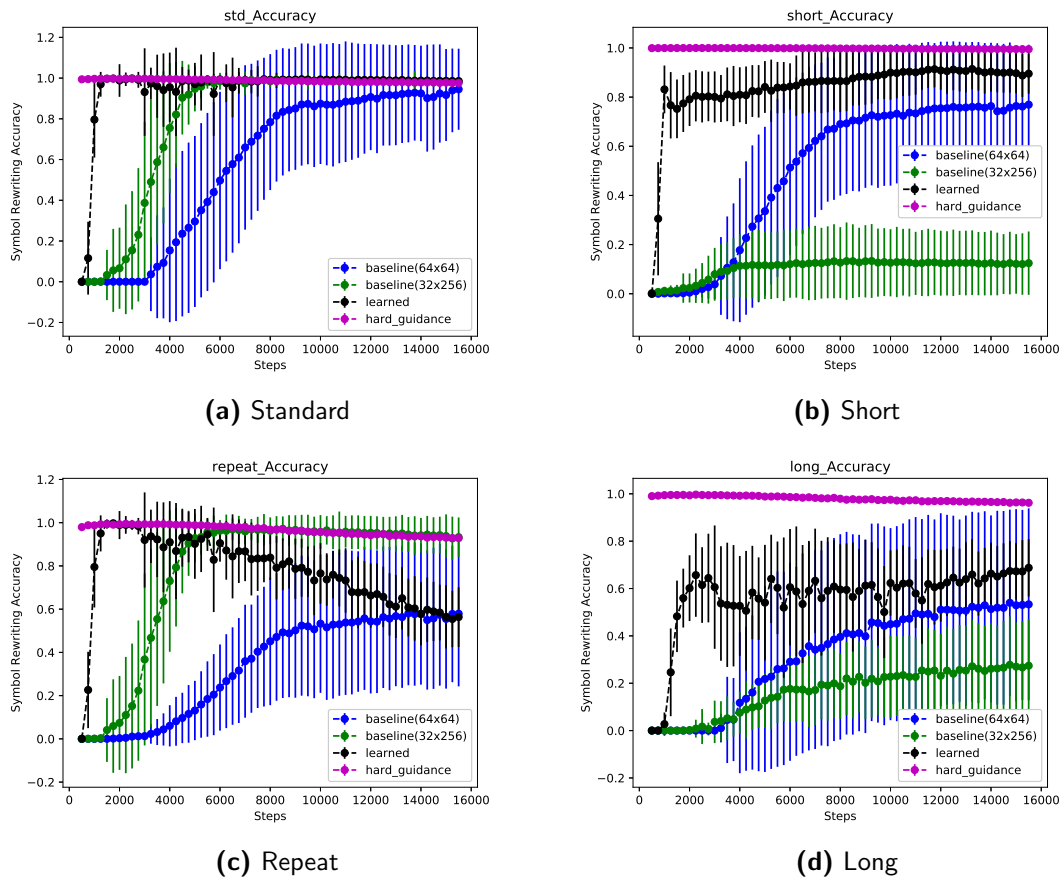 std_Accuracy
1.2
1.0
0.8
0.6
0.4
0.2
0.0
−0.2
Symbol Rewriting Accuracy
baseline(64x64)
baseline(32x256)
learned
hard_guidance
0 2000 4000 6000 8000 10000 12000 14000 16000
Steps
(a) Standard
short_Accuracy
1.0
0.8
0.6
0.4
0.2
0.0
Symbol Rewriting Accuracy
baseline(64x64)
baseline(32x256)
learned
hard_guidance
0 2000 4000 6000 8000 10000 12000 14000 16000
Steps
(b) Short
repeat_Accuracy
1.2
1.0
0.8
0.6
0.4
0.2
0.0
−0.2
Symbol Rewriting Accuracy
baseline(64x64)
baseline(32x256)
learned
hard_guidance
0 2000 4000 6000 8000 10000 12000 14000 16000
Steps
(c) Repeat
long_Accuracy
1.0
0.8
0.6
0.4
0.2
0.0
−0.2
Symbol Rewriting Accuracy
baseline(64x64)
baseline(32x256)
learned
hard_guidance
0 2000 4000 6000 8000 10000 12000 14000 16000
Steps
(d) Long